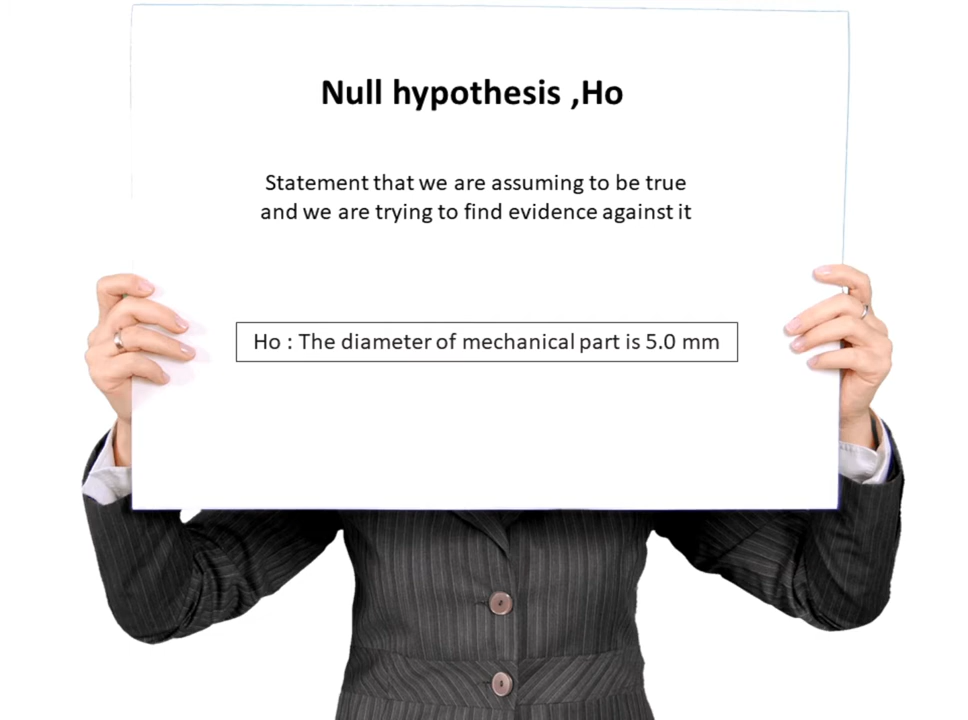 Null hypothesis ,Ho
Statement that we are assuming to be true
and we are trying to find evidence against it
Ho : The diameter of mechanical part is 5.0 mm